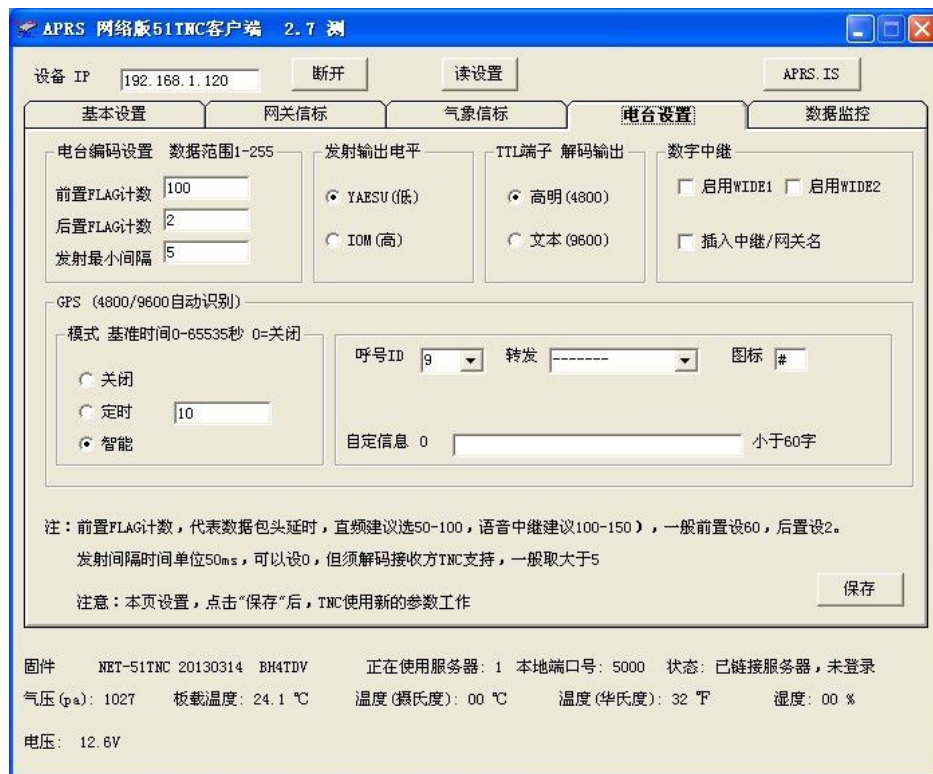 APRS 网络版51TNC客户端 2.7 测
设备 IP 192.168.1.120 断开 读设置 APRS.IS
基本设置 网关信标 气象信标 电台设置 数据监控
电台编码设置 数据范围1-255 发射输出电平 TTL端子 解码输出 数字中继
前置FLAG计数 100 YAESU(低) 高明(4800) 启用WIDE1 启用WIDE2
后置FLAG计数 2
发射最小间隔 5 IOM(高) 文本(9600) 插入中继/网关名
GPS (4800/9600自动识别)
模式 基准时间0-65535秒 0=关闭
呼号ID 9 转发 ------- 图标 #
关闭
定时 10
智能 自定信息 0 小于60字
注：前置FLAG计数，代表数据包头延时，直频建议选50-100，语音中继建议100-150），一般前置设60，后置设2。
发射间隔时间单位50ms，可以设0，但须解码接收方TNC支持，一般取大于5
保存
注意：本页设置，点击“保存“后，TNC使用新的参数工作
固件 NET-51TNC 20130314 BH4TDV 正在使用服务器: 1 本地端口号: 5000 状态: 已链接服务器，未登录
气压(pa): 1027 板载温度: 24.1 ℃ 温度(摄氏度): 00 ℃ 温度(华氏度): 32 ℉ 湿度: 00 %
电压: 12.6V